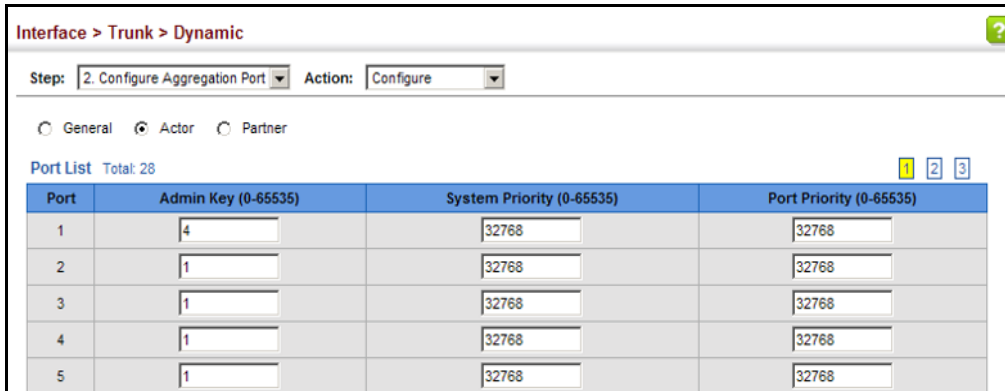 Interface > Trunk > Dynamic
?
Step: 2. Configure Aggregation Port Action: Configure
General Actor Partner
Port List Total: 28 1 2 3
Port Admin Key (0-65535) System Priority (0-65535) Port Priority (0-65535)
1 4 32768 32768
2 1 32768 32768
3 1 32768 32768
4 1 32768 32768
5 1 32768 32768